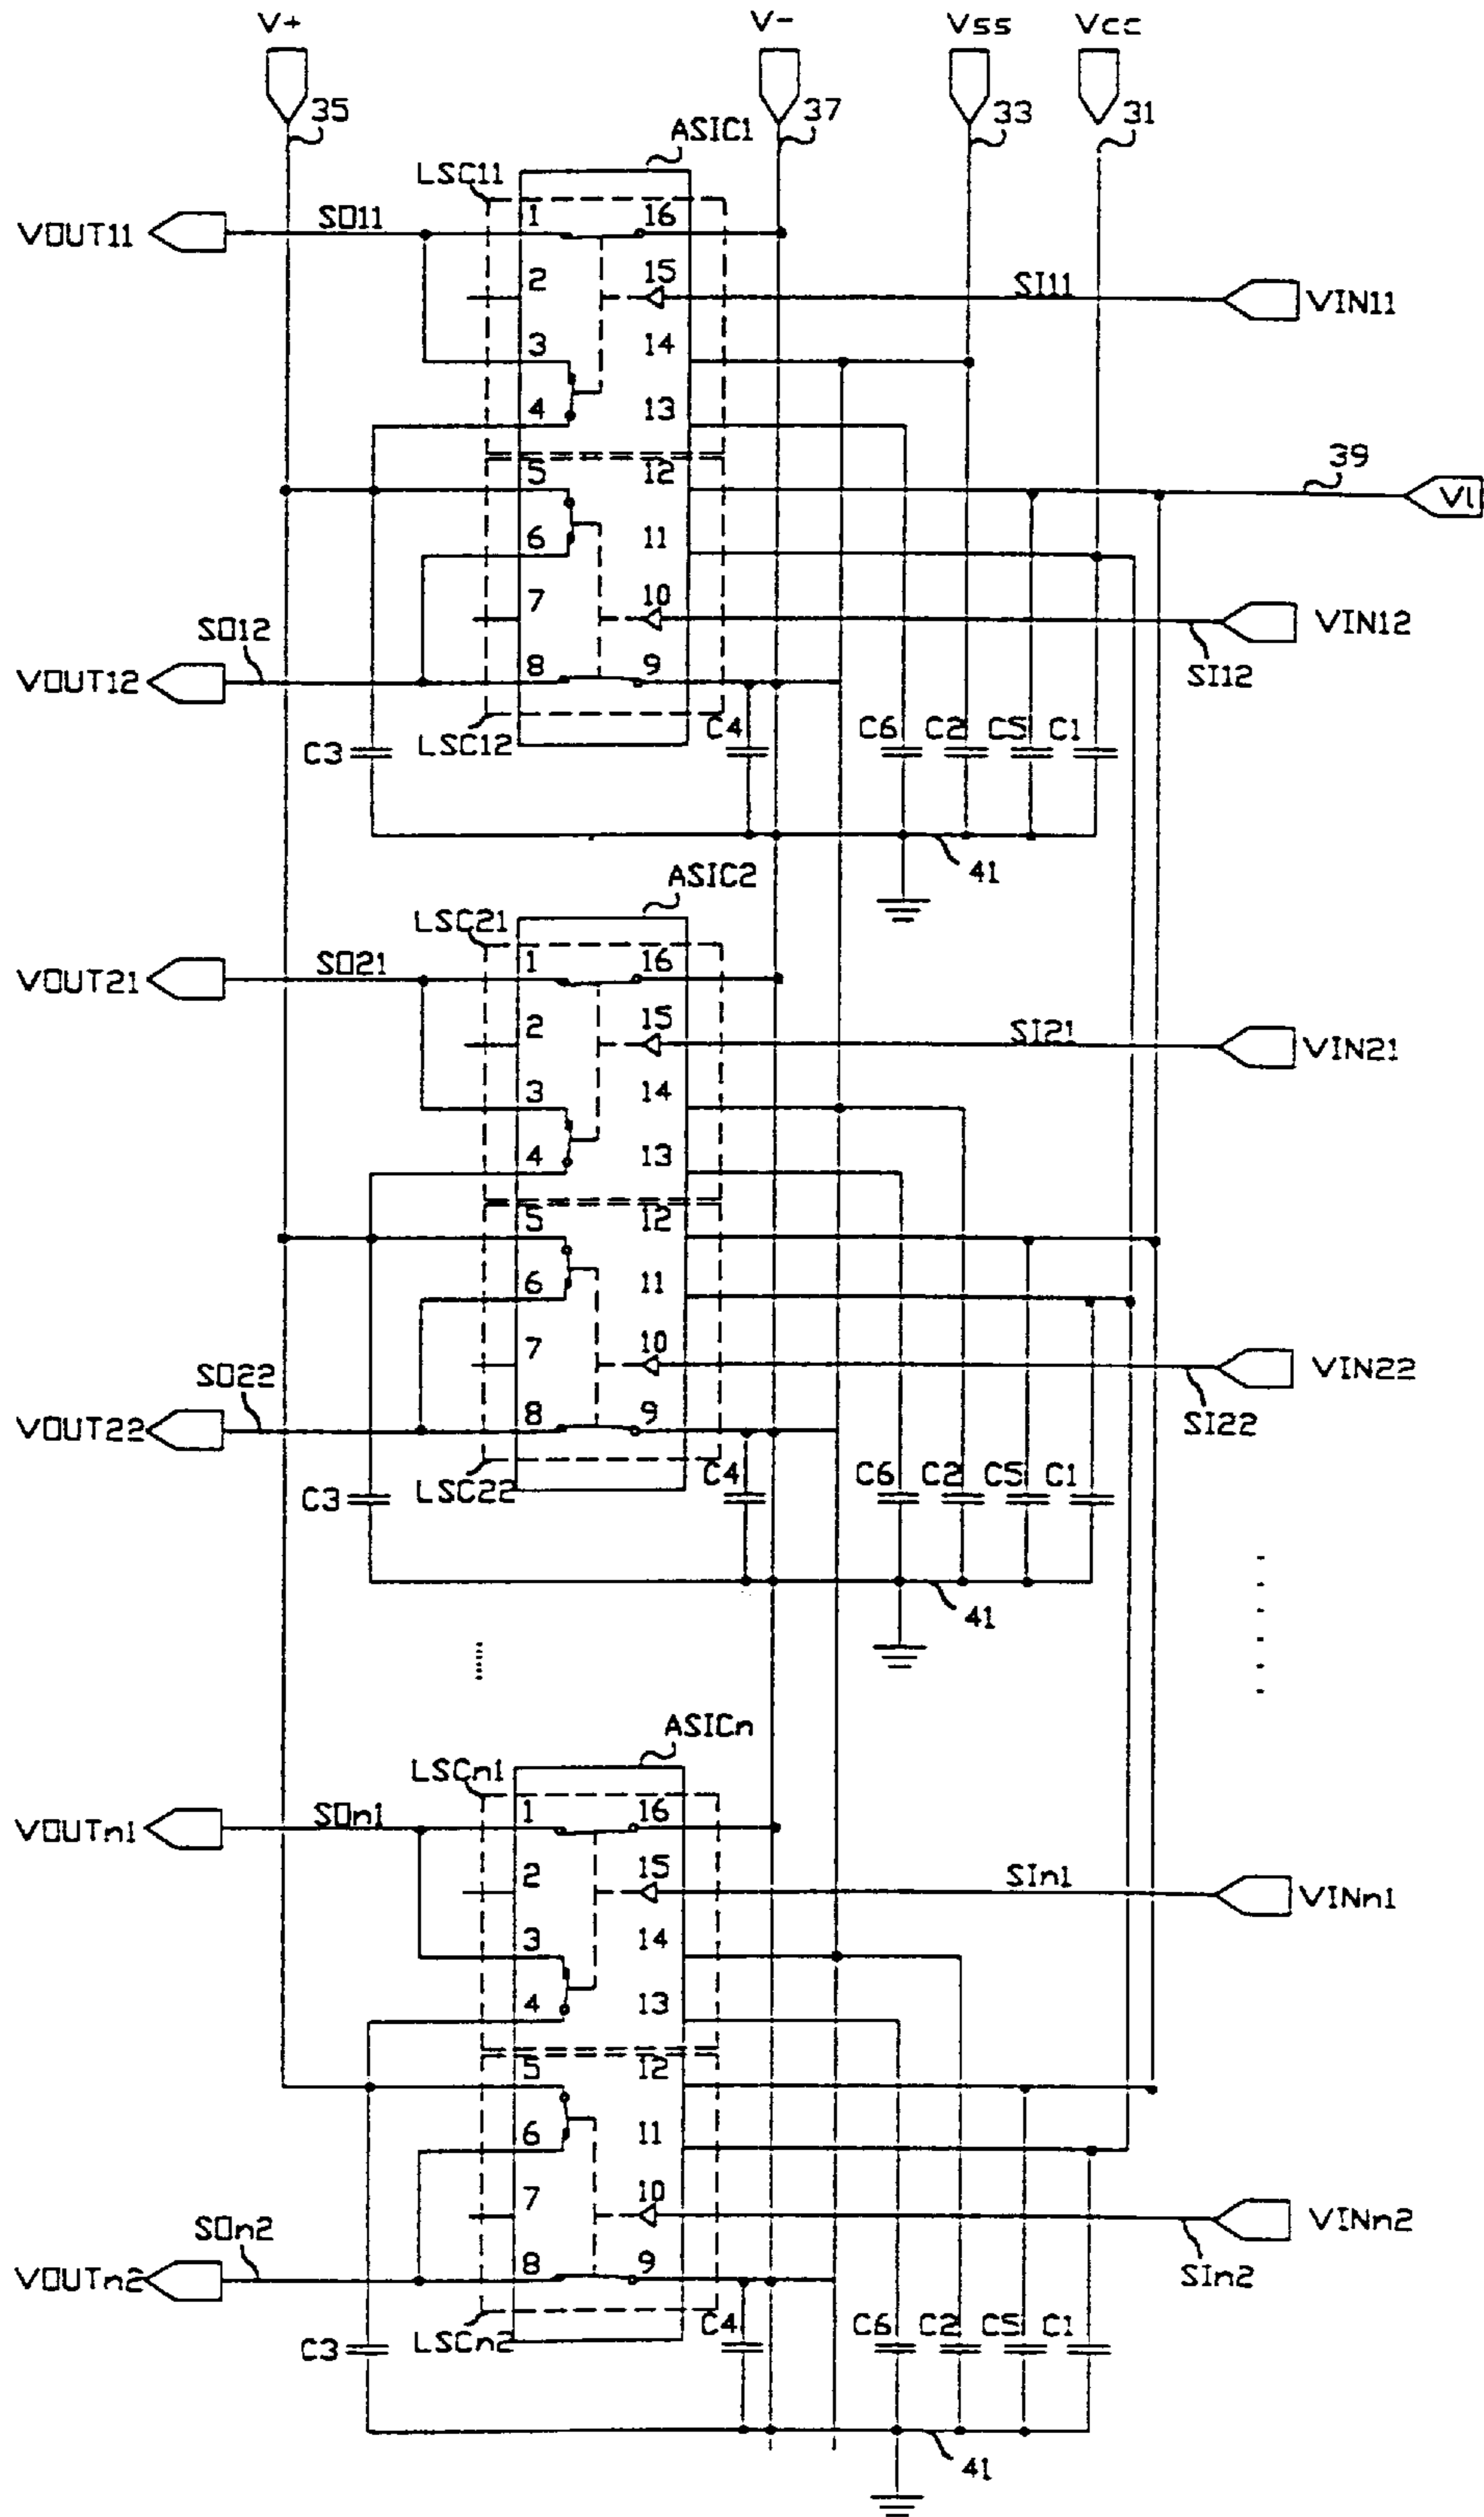 V+ V- Vss Vcc
35 37 33 31
ASIC1
LSC11
VOUT11 SO11 1 16
2 15 SI11 VIN11
3 14
4 13
39
5 12 Vl
6 11
7 10 VIN12
SO12 SI12
VOUT12 8 9
LSC12
C3 C4 C6 C2 C5 C1
41
ASIC2
LSC21
VOUT21 SO21 1 16
2 15 SI21 VIN21
3 14
4 13
5 12
6 11
7 10 VIN22
SO22 SI22
VOUT22 8 9
LSC22
C3 C4 C6 C2 C5 C1
41
ASICn
LSCn1
VOUTn1 SOn1 1 16
2 15 SIn1 VINn1
3 14
4 13
5 12
6 11
7 10 VINn2
SOn2 SIn2
VOUTn2 8 9
LSCn2
C3 C4 C6 C2 C5 C1
41